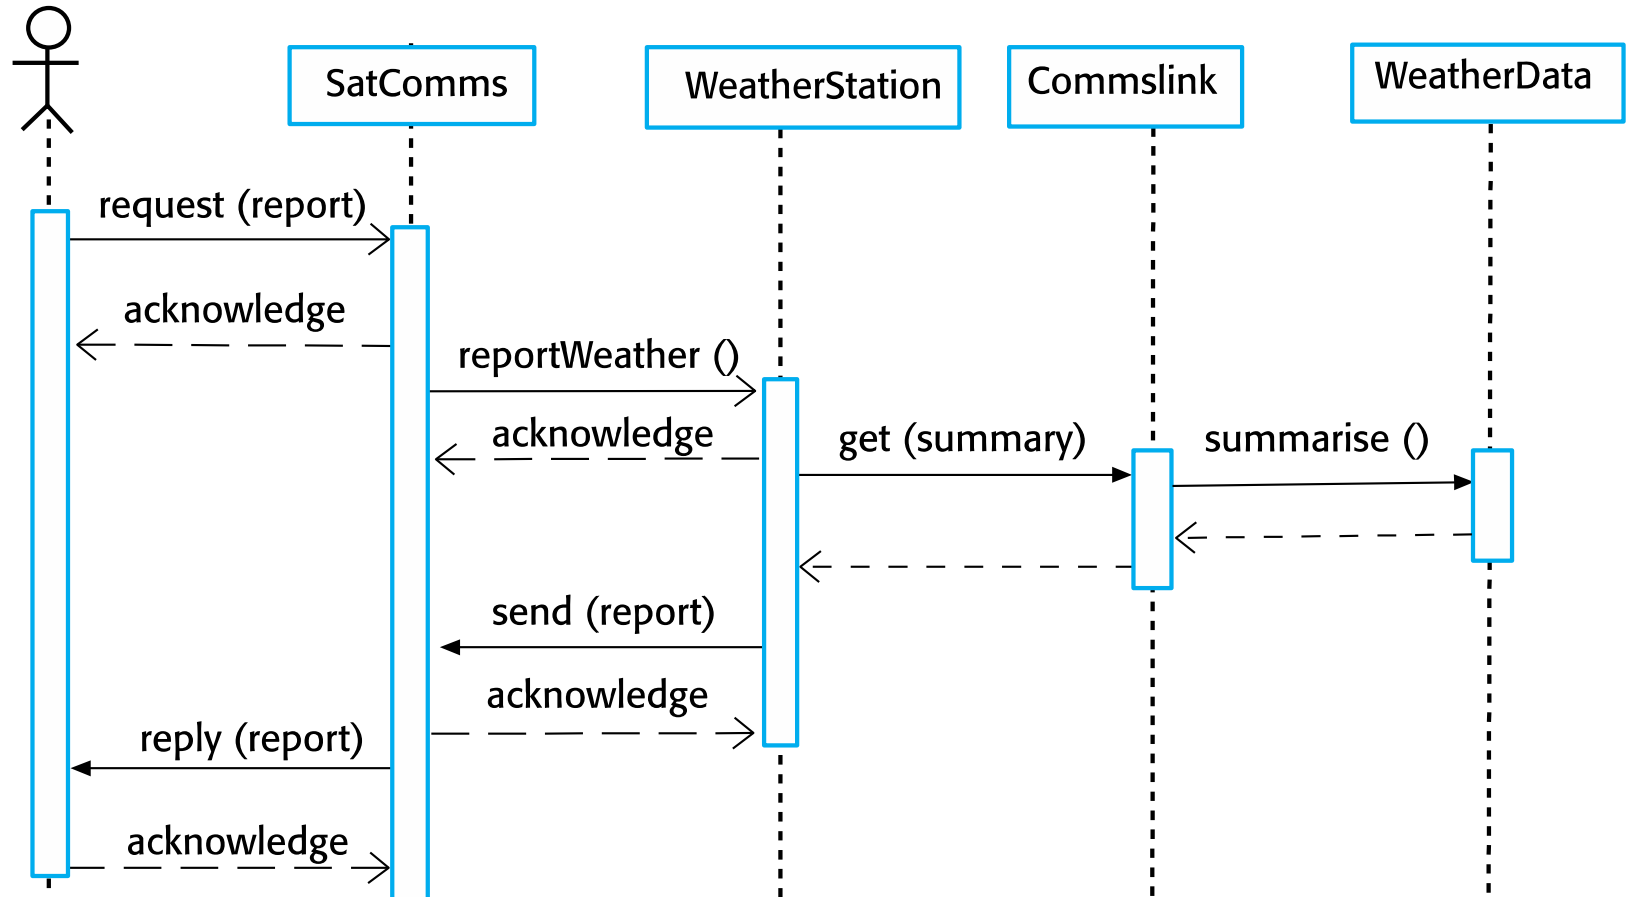 SatComms
WeatherStation
Commslink
WeatherData
request (report)
acknowledge
reportWeather ()
acknowledge
get (summary)
summarise ()
send (report)
acknowledge
reply (report)
acknowledge